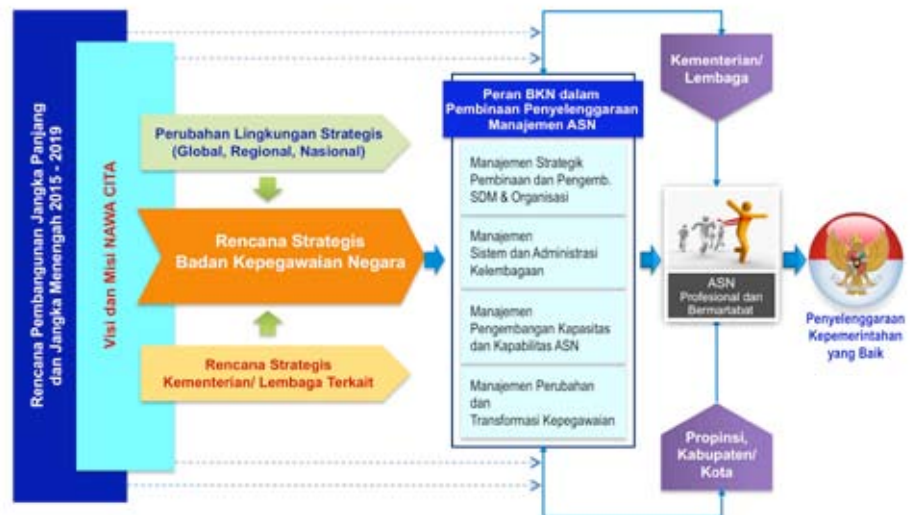 Rencana Pembangunan Jangka Panjang
dan Jangka Menengah 2015 - 2019
Visi dan Misi NAWA CITA
Perubahan Lingkungan Strategis
(Global, Regional, Nasional)
Rencana Strategis
Badan Kepegawaian Negara
Rencana Strategis
Kementerian/ Lembaga Terkait
Peran BKN dalam
Pembinaan Penyelenggaraan
Manajemen ASN
Manajemen Strategik
Pembinaan dan Pengemb.
SDM & Organisasi
Manajemen
Sistem dan Administrasi
Kelembagaan
Manajemen
Pengembangan Kapasitas
dan Kapabilitas ASN
Manajemen Perubahan
dan
Transformasi Kepegawaian
Kementerian/
Lembaga
ASN
Profesional dan
Bermartabat
Propinsi,
Kabupaten/
Kota
Penyelenggaraan
Kepemerintahan
yang Baik